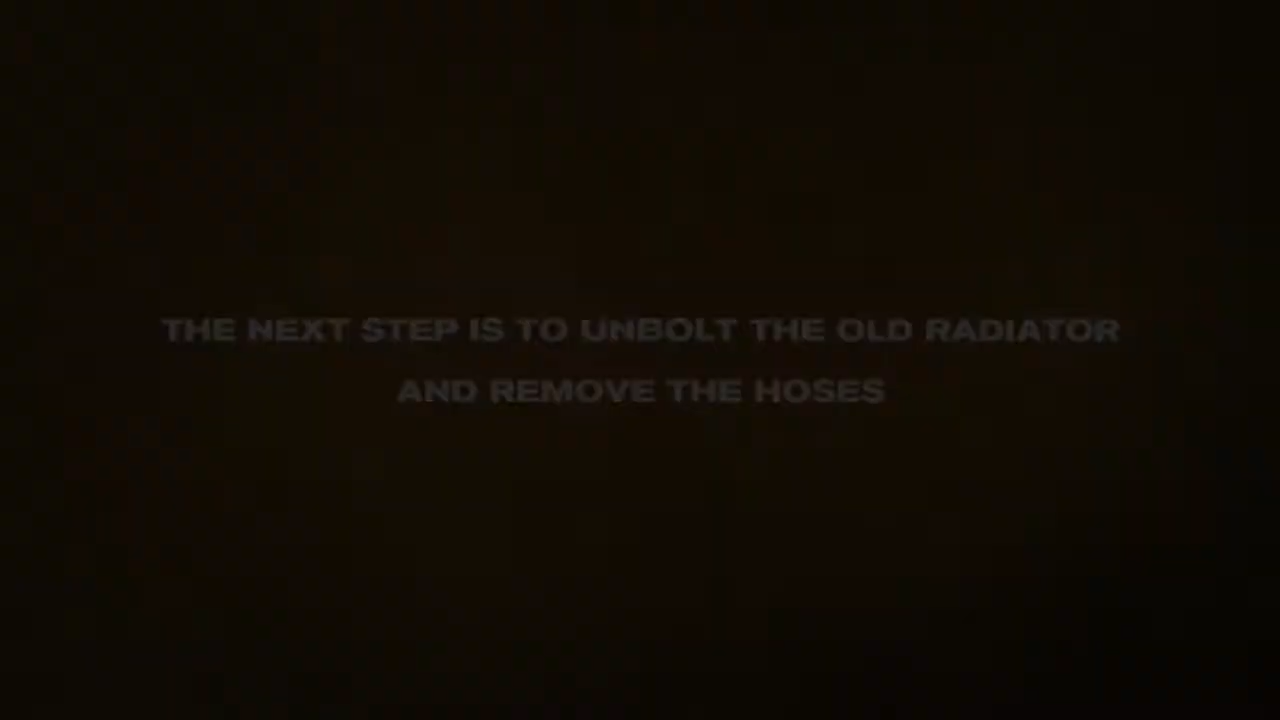 THE NEXT STEP IS TO UNBOLT THE OLD RADIATOR
AND REMOVE THE HOSES